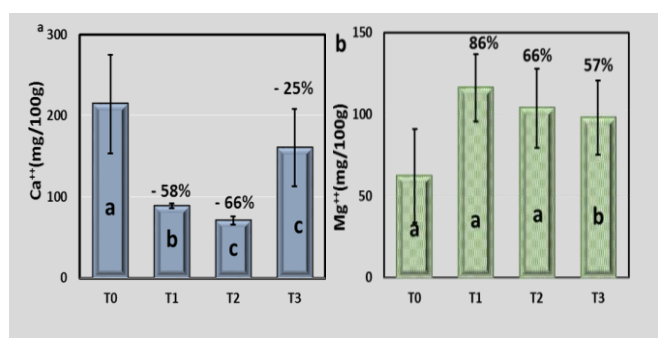 a
Ca⁺⁺(mg/100g)
300
200
100
0
- 58%
- 66%
- 25%
a
b
c
c
T0
T1
T2
T3
b
Mg⁺⁺(mg/100g)
150
100
50
0
86%
66%
57%
a
a
a
b
T0
T1
T2
T3